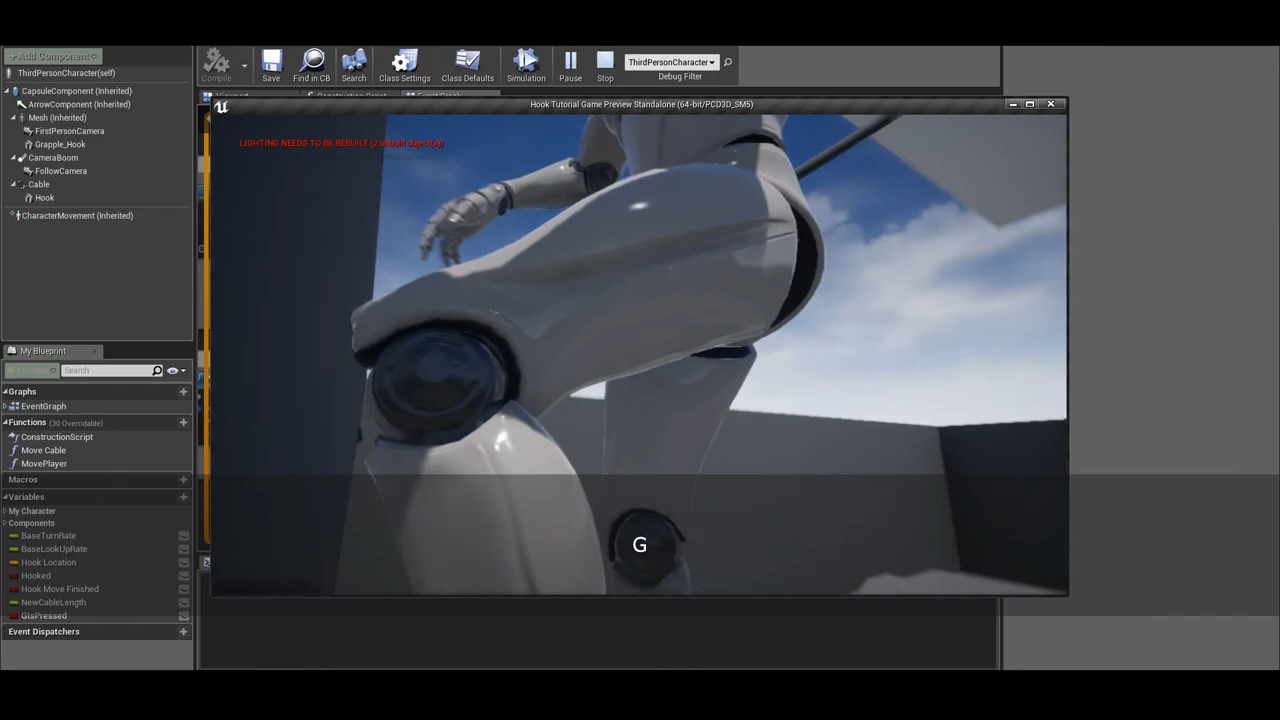 +Add Component
ThirdPersonCharacter(self)
CapsuleComponent (Inherited)
ArrowComponent (Inherited)
Mesh (Inherited)
FirstPersonCamera
Grapple_Hook
CameraBoom
FollowCamera
Cable
Hook
CharacterMovement (Inherited)
Compile
Save
Find in CB
Search
Class Settings
Class Defaults
Simulation
Pause
Stop
ThirdPersonCharacter
Debug Filter
Hook Tutorial Game Preview Standalone (64-bit/PCD3D_SM5)
LIGHTING NEEDS TO BE REBUILT (2 unbuilt object(s))
G
My Blueprint
Search
Graphs
EventGraph
Functions (30 Overridable)
ConstructionScript
Move Cable
MovePlayer
Macros
Variables
My Character
Components
BaseTurnRate
BaseLookUpRate
Hook Location
Hooked
Hook Move Finished
NewCableLength
GIsPressed
Event Dispatchers